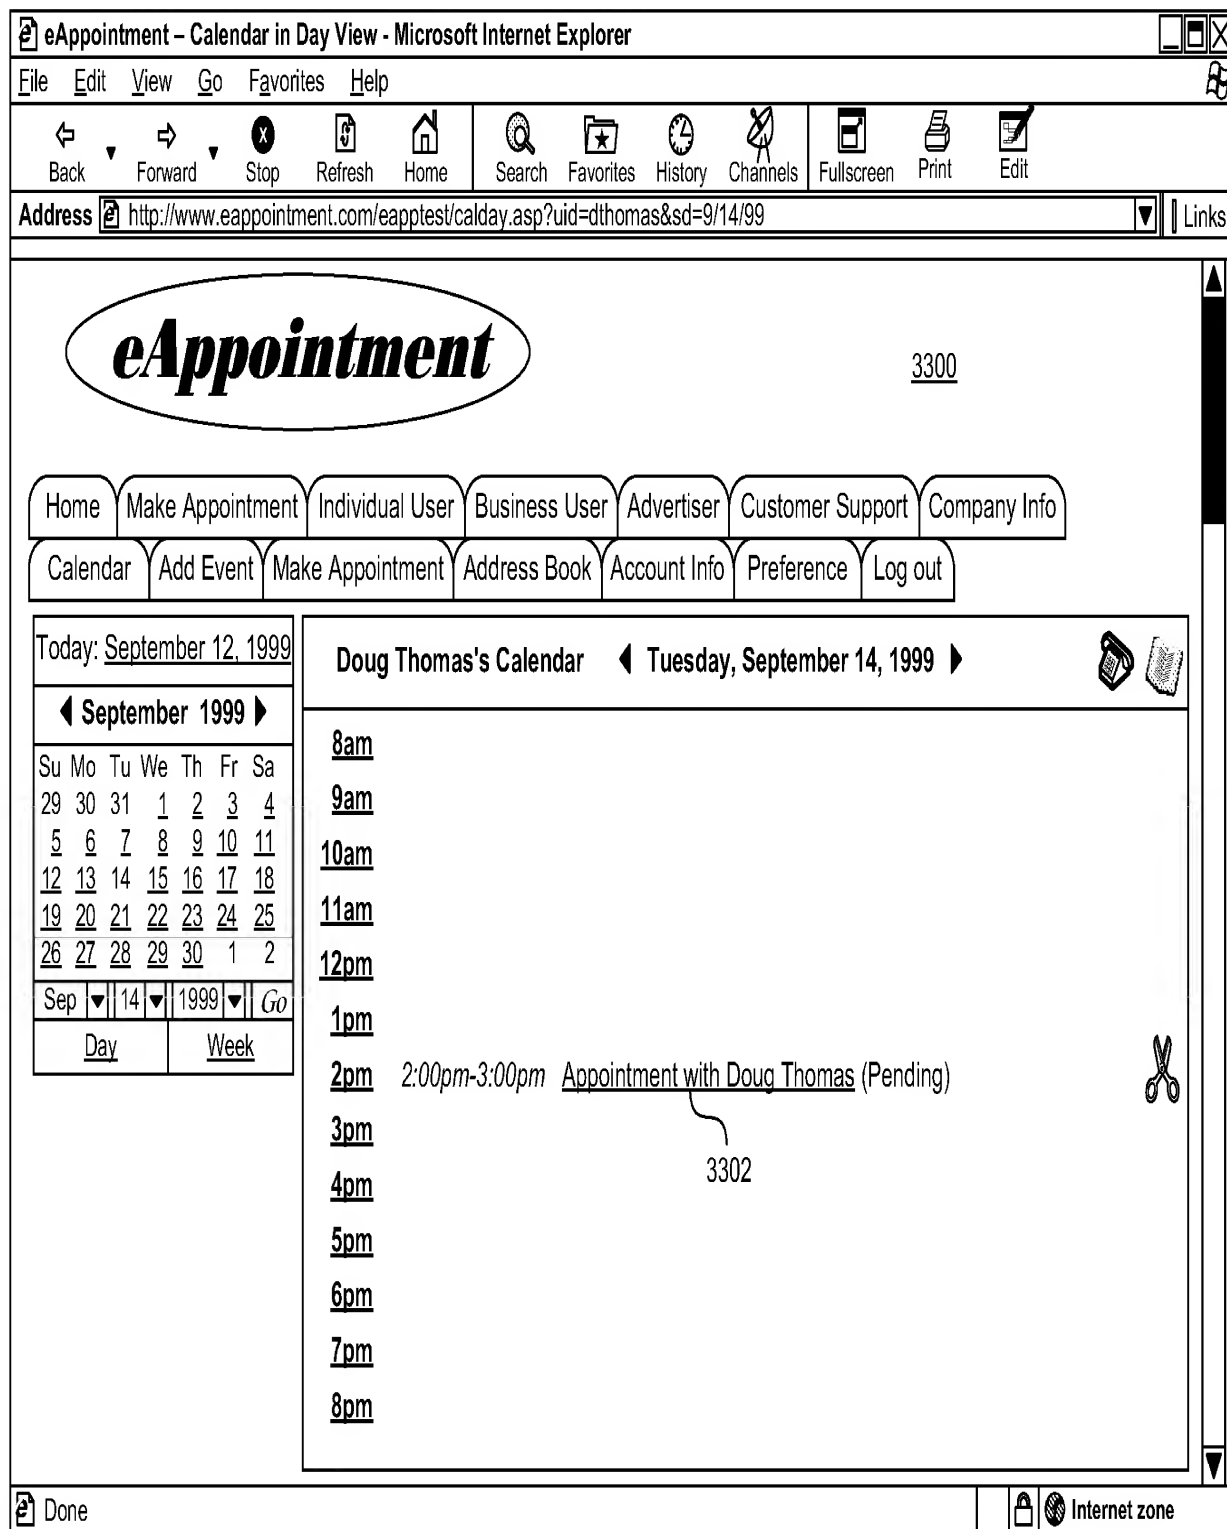 eAppointment – Calendar in Day View - Microsoft Internet Explorer
File Edit View Go Favorites Help
Back Forward Stop Refresh Home Search Favorites History Channels Fullscreen Print Edit
Address http://www.eappointment.com/eapptest/calday.asp?uid=dthomas&sd=9/14/99 Links
eAppointment
3300
Home Make Appointment Individual User Business User Advertiser Customer Support Company Info
Calendar Add Event Make Appointment Address Book Account Info Preference Log out
Today: September 12, 1999
September 1999
Su Mo Tu We Th Fr Sa
29 30 31 1 2 3 4
5 6 7 8 9 10 11
12 13 14 15 16 17 18
19 20 21 22 23 24 25
26 27 28 29 30 1 2
Sep 14 1999 Go
Day Week
Doug Thomas's Calendar Tuesday, September 14, 1999
8am
9am
10am
11am
12pm
1pm
2pm 2:00pm-3:00pm Appointment with Doug Thomas (Pending)
3pm
3302
4pm
5pm
6pm
7pm
8pm
Done Internet zone